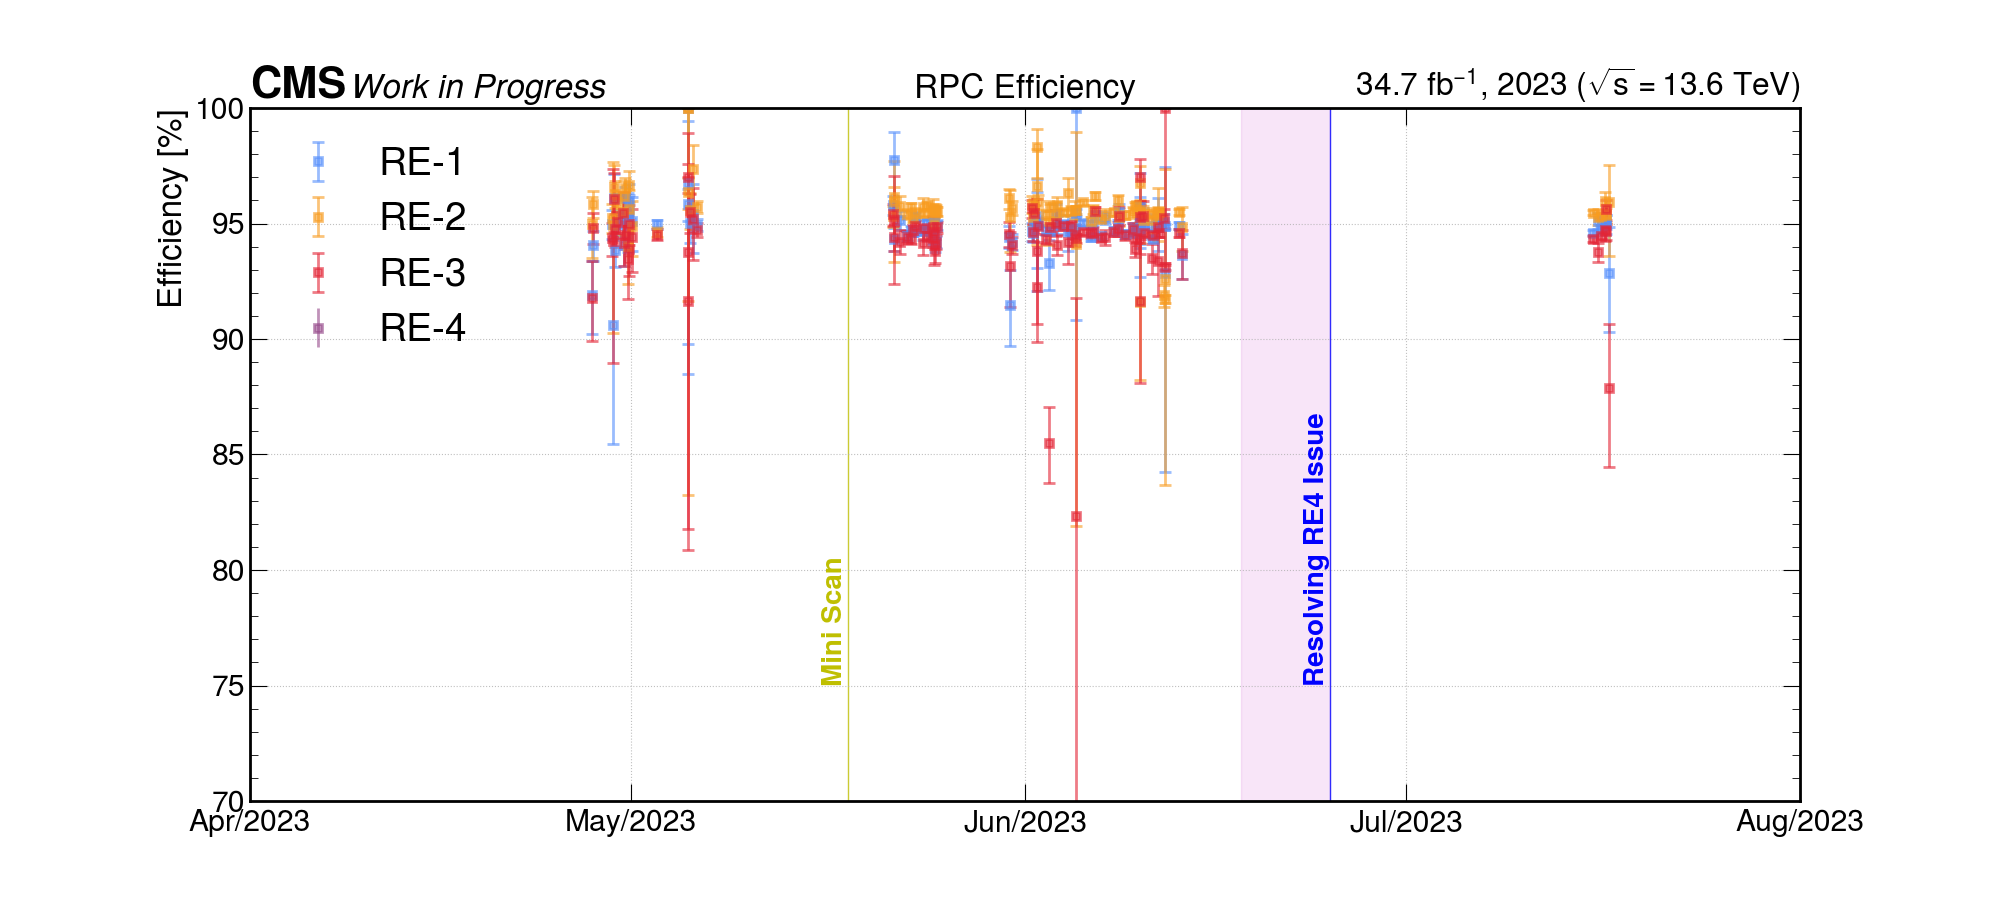 CMS Work in Progress RPC Efficiency 34.7 fb⁻¹, 2023 (√s = 13.6 TeV)
Efficiency [%]
100
95
90
85
80
75
70
RE-1
RE-2
RE-3
RE-4
Mini Scan
Resolving RE4 Issue
Apr/2023 May/2023 Jun/2023 Jul/2023 Aug/2023